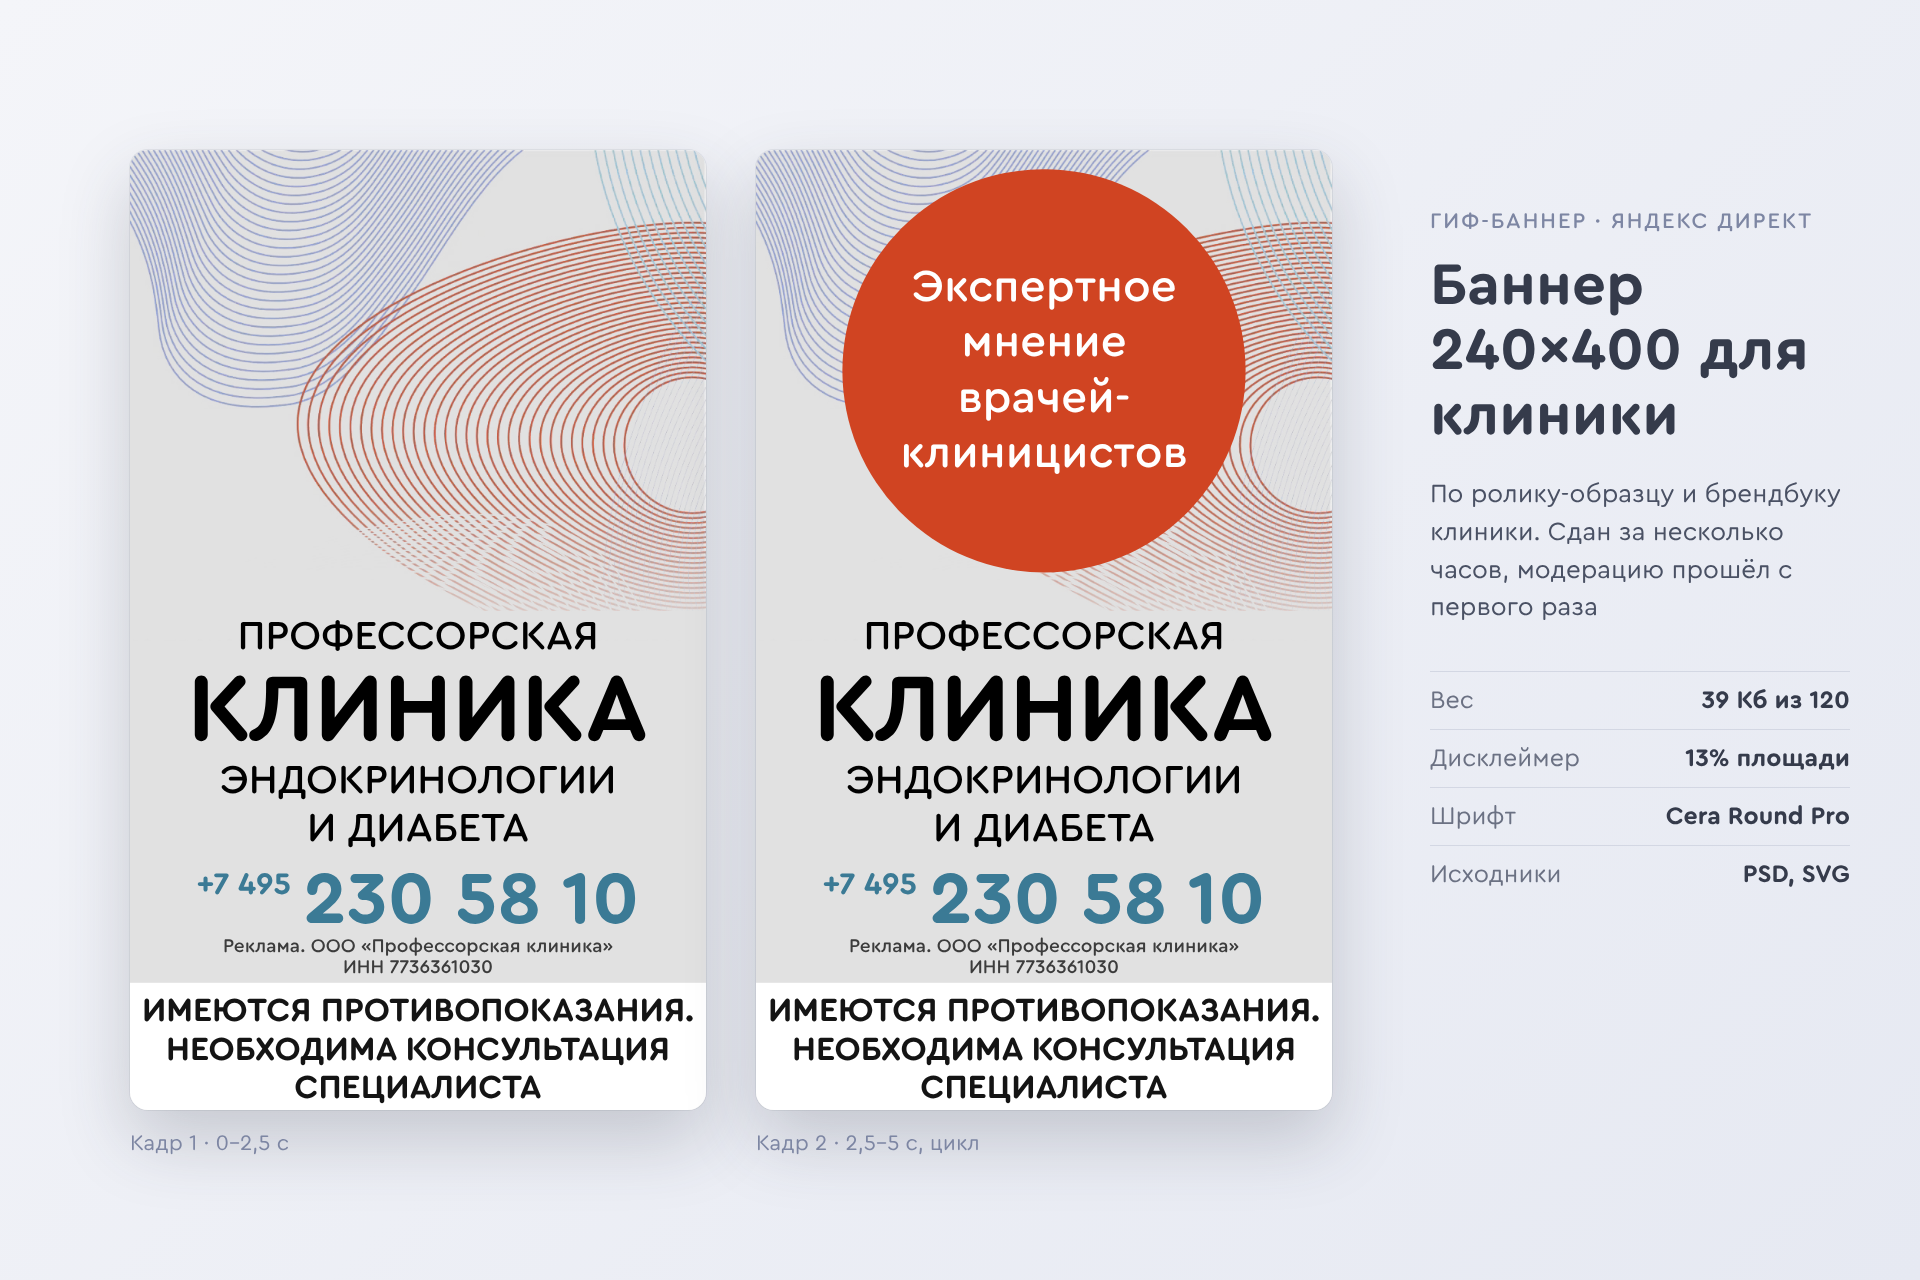 ПРОФЕССОРСКАЯ
КЛИНИКА
ЭНДОКРИНОЛОГИИ
И ДИАБЕТА
+7 495 230 58 10
Реклама. ООО «Профессорская клиника»
ИНН 7736361030
ИМЕЮТСЯ ПРОТИВОПОКАЗАНИЯ.
НЕОБХОДИМА КОНСУЛЬТАЦИЯ
СПЕЦИАЛИСТА
Кадр 1 · 0–2,5 с
Экспертное
мнение
врачей-
клиницистов
ПРОФЕССОРСКАЯ
КЛИНИКА
ЭНДОКРИНОЛОГИИ
И ДИАБЕТА
+7 495 230 58 10
Реклама. ООО «Профессорская клиника»
ИНН 7736361030
ИМЕЮТСЯ ПРОТИВОПОКАЗАНИЯ.
НЕОБХОДИМА КОНСУЛЬТАЦИЯ
СПЕЦИАЛИСТА
Кадр 2 · 2,5–5 с, цикл
ГИФ-БАННЕР · ЯНДЕКС ДИРЕКТ
Баннер
240×400 для
клиники
По ролику-образцу и брендбуку
клиники. Сдан за несколько
часов, модерацию прошёл с
первого раза
Вес 39 Кб из 120
Дисклеймер 13% площади
Шрифт Cera Round Pro
Исходники PSD, SVG